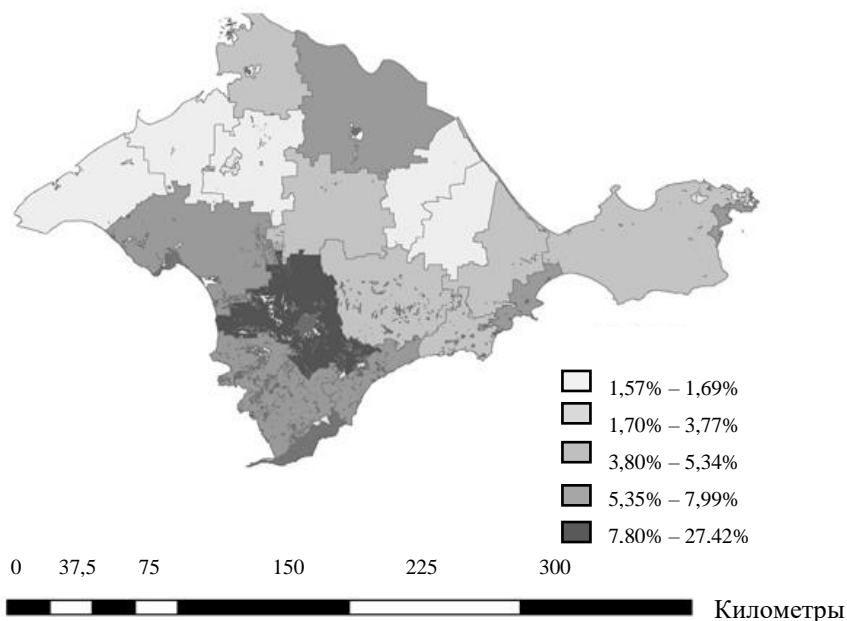 1,57% – 1,69%
1,70% – 3,77%
3,80% – 5,34%
5,35% – 7,99%
7,80% – 27,42%
0 37,5 75 150 225 300
Километры